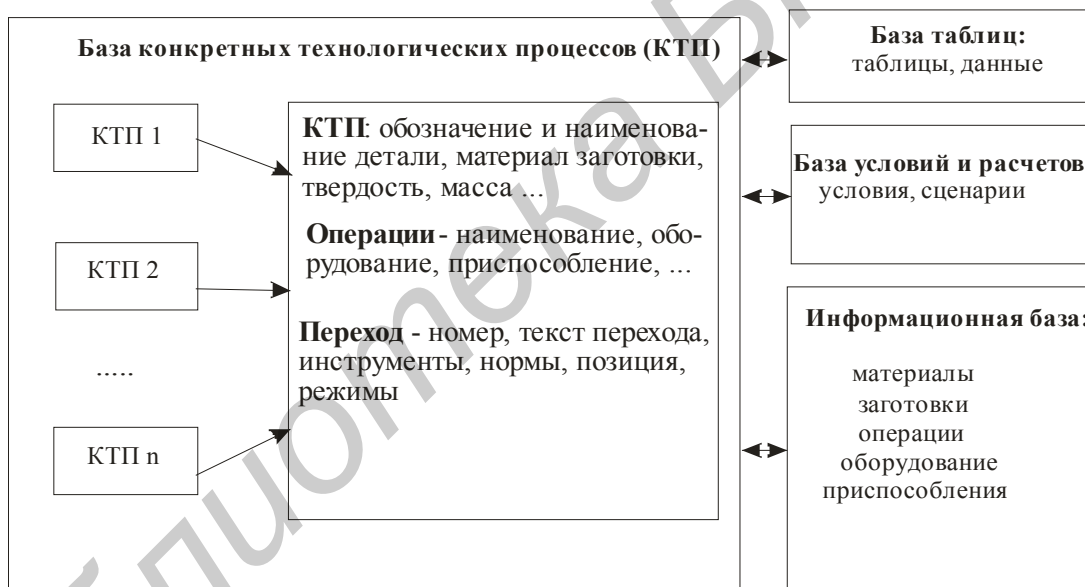 База конкретных технологических процессов (КТП)
КТП 1
КТП 2
.....
КТП n
КТП: обозначение и наименова-
ние детали, материал заготовки,
твердость, масса ...
Операции - наименование, обо-
рудование, приспособление, ...
Переход - номер, текст перехода,
инструменты, нормы, позиция,
режимы
База таблиц:
таблицы, данные
База условий и расчетов
условия, сценарии
Информационная база:
материалы
заготовки
операции
оборудование
приспособления